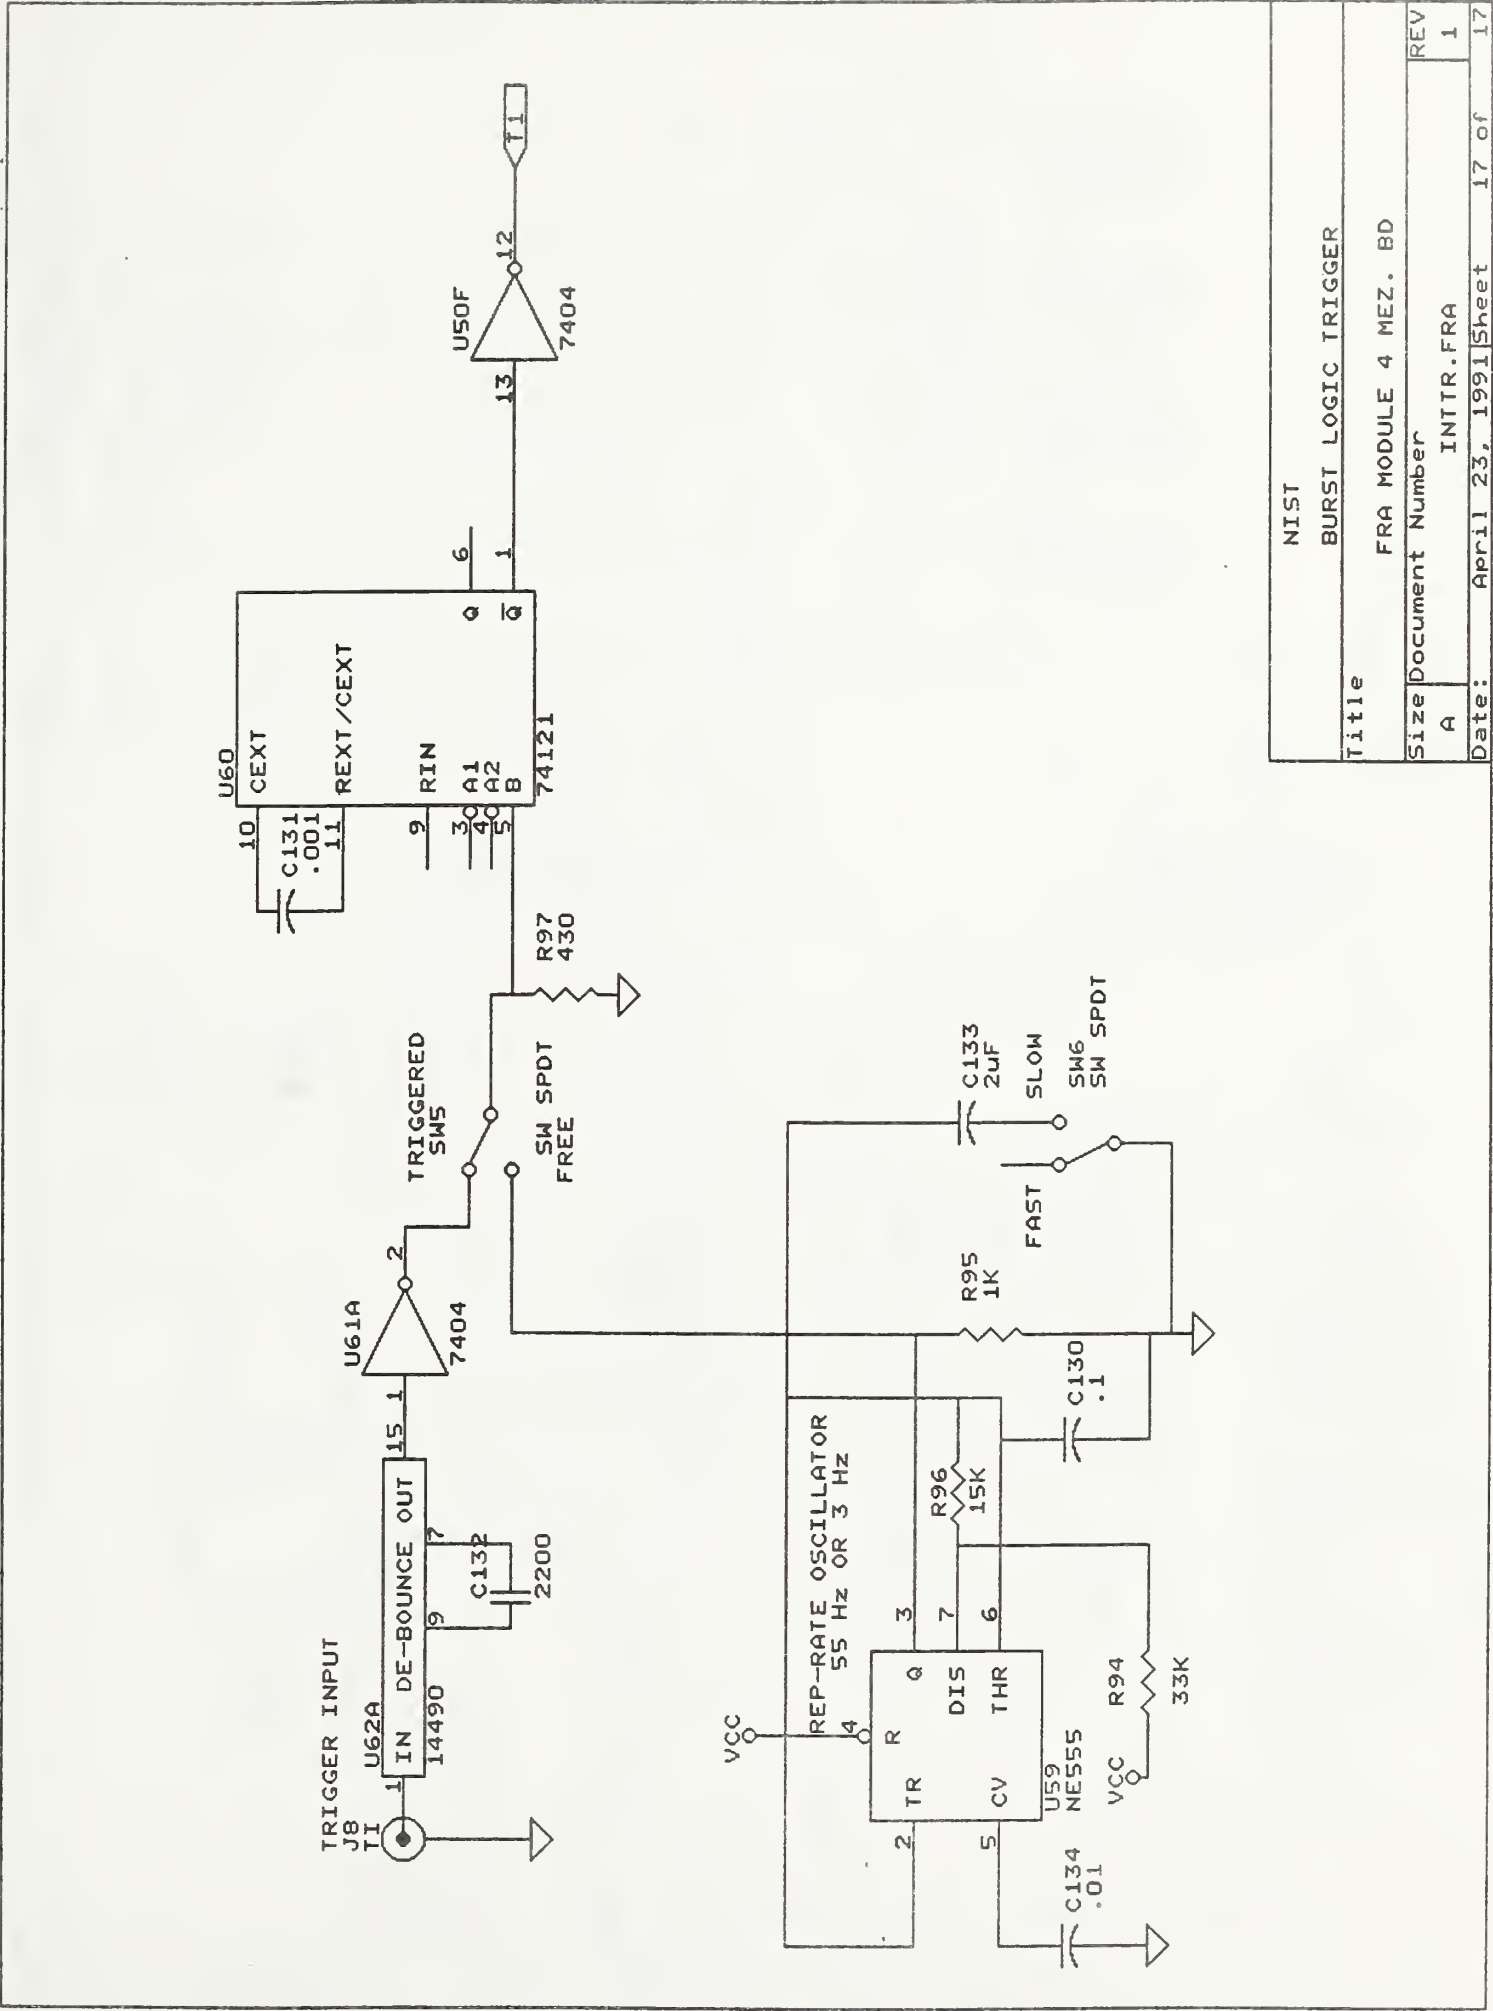 TRIGGER INPUT
J8
TI
1
U62A
IN DE-BOUNCE OUT
14490
9
7
C132
2200
15
1
U61A
7404
2
TRIGGERED
SW5
SW SPDT
FREE
R97
430
U60
10
CEXT
C131
.001
11
REXT/CEXT
9
RIN
3
A1
4
A2
5
B
74121
Q
6
Q
1
13
U50F
7404
12
T1
REP-RATE OSCILLATOR
55 Hz OR 3 Hz
VCC
4
R
2
TR
Q
3
DIS
7
THR
6
5
CV
U59
NE555
C134
.01
VCC
R94
33K
R96
15K
C130
.1
R95
1K
FAST
C133
2uF
SLOW
SW6
SW SPDT
NIST
BURST LOGIC TRIGGER
Title
FRA MODULE 4 MEZ. BD
Size
Document Number
REV
A
INTTR.FRA
1
Date: April 23, 1991
Sheet 17 of 17